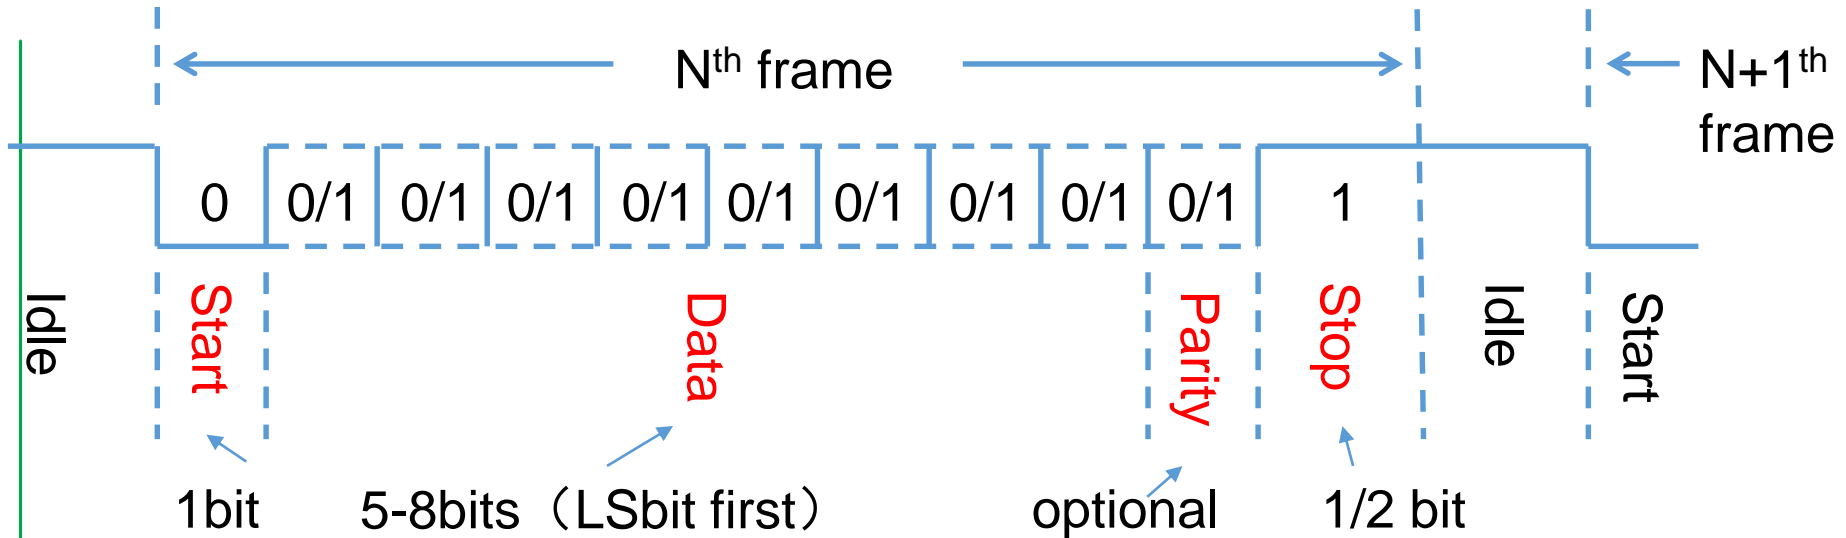 Nth frame
N+1th
frame
0 0/1 0/1 0/1 0/1 0/1 0/1 0/1 0/1 0/1 1
Idle
Start
Data
Parity
Stop
Idle
Start
1bit
5-8bits（LSbit first）
optional
1/2 bit